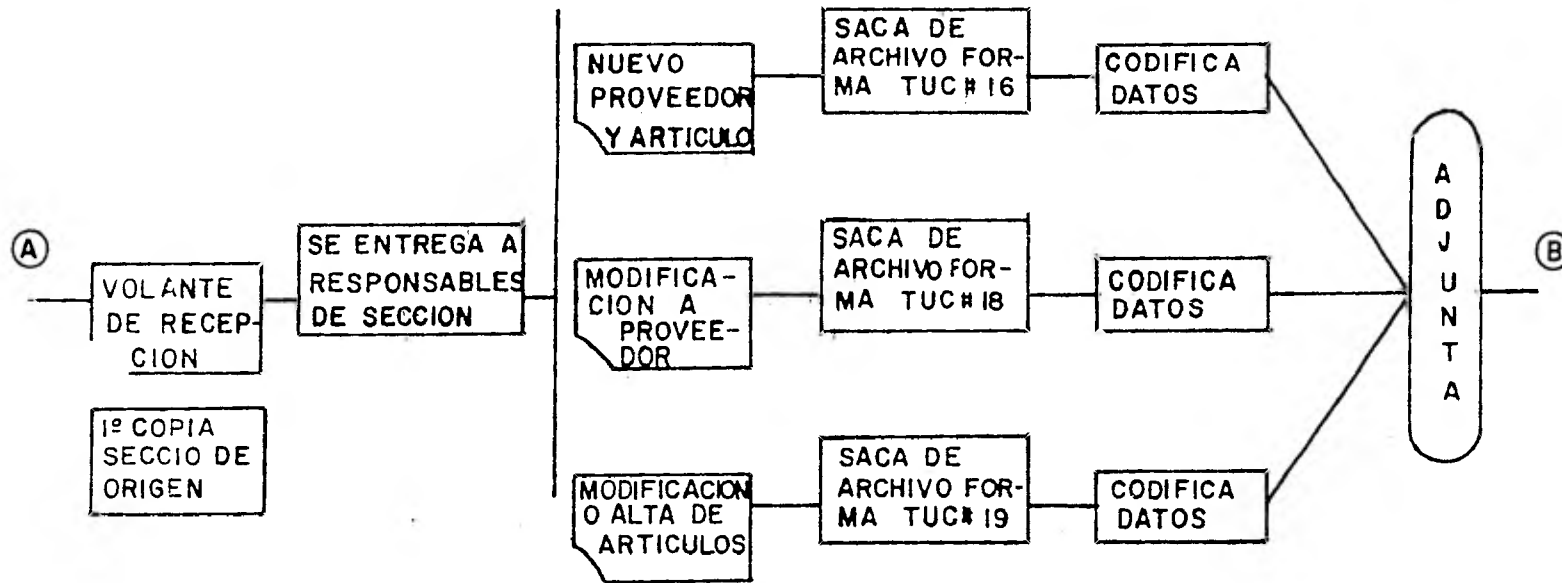 A
VOLANTE
DE RECEP-
CION
1º COPIA
SECCIO DE
ORIGEN
SE ENTREGA A
RESPONSABLES
DE SECCION
NUEVO
PROVEEDOR
Y ARTICULO
SACA DE
ARCHIVO FOR-
MA TUC # 16
CODIFICA
DATOS
MODIFICA-
CION A
PROVEE-
DOR
SACA DE
ARCHIVO FOR-
MA TUC # 18
CODIFICA
DATOS
MODIFICACION
O ALTA DE
ARTICULOS
SACA DE
ARCHIVO FOR-
MA TUC # 19
CODIFICA
DATOS
ADJUNTA
B